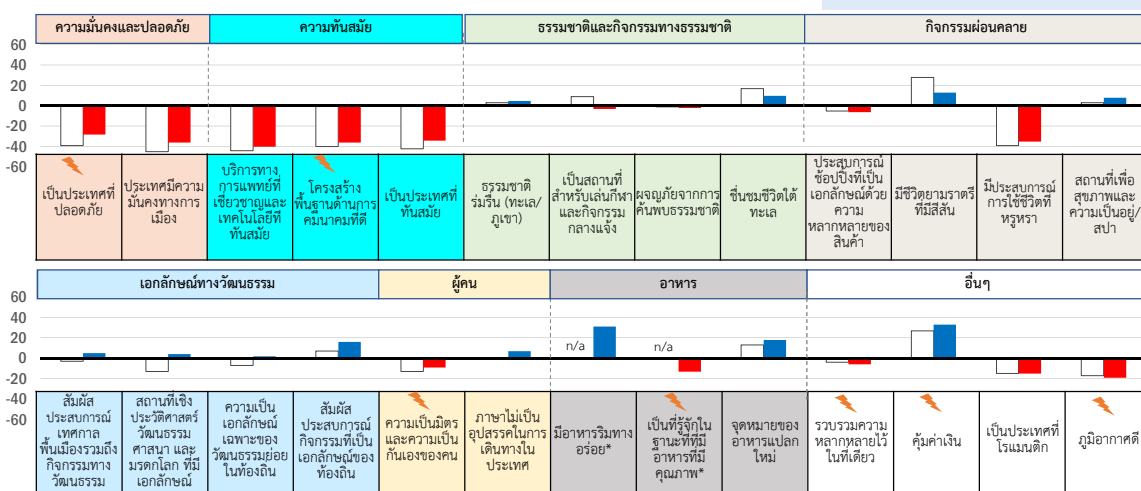 ความมั่นคงและปลอดภัย
ความทันสมัย
ธรรมชาติและกิจกรรมทางธรรมชาติ
กิจกรรมผ่อนคลาย
60
40
20
0
-20
-40
-60
เป็นประเทศที่
ปลอดภัย
ประเทศมีความ
มั่นคงทางการ
เมือง
บริการทาง
การแพทย์ที่
เชี่ยวชาญและ
เทคโนโลยีที่
ทันสมัย
โครงสร้าง
พื้นฐานด้านการ
คมนาคมที่ดี
เป็นประเทศที่
ทันสมัย
ธรรมชาติ
ร่มรื่น (ทะเล/
ภูเขา)
เป็นสถานที่
สำหรับเล่นกีฬา
และกิจกรรม
กลางแจ้ง
ผจญภัยจากการ
ค้นพบธรรมชาติ
ชื่นชมชีวิตใต้
ทะเล
ประสบการณ์
ช้อปปิ้งที่เป็น
เอกลักษณ์ด้วย
ความ
หลากหลายของ
สินค้า
มีชีวิตยามราตรี
ที่มีสีสัน
มีประสบการณ์
การใช้ชีวิตที่
หรูหรา
สถานที่เพื่อ
สุขภาพและ
ความเป็นอยู่/
สปา
เอกลักษณ์ทางวัฒนธรรม
ผู้คน
อาหาร
อื่นๆ
60
40
20
0
-20
-40
-60
n/a
n/a
สัมผัส
ประสบการณ์
เทศกาล
พื้นเมืองรวมถึง
กิจกรรมทาง
วัฒนธรรม
สถานที่เชิง
ประวัติศาสตร์
วัฒนธรรม
ศาสนา และ
มรดกโลก ที่มี
เอกลักษณ์
ความเป็น
เอกลักษณ์
เฉพาะของ
วัฒนธรรมย่อย
ในท้องถิ่น
สัมผัส
ประสบการณ์
กิจกรรมที่เป็น
เอกลักษณ์ของ
ท้องถิ่น
ความเป็นมิตร
และความเป็น
กันเองของคน
ภาษาไม่เป็น
อุปสรรคในการ
เดินทางใน
ประเทศ
มีอาหารริมทาง
อร่อย*
เป็นที่รู้จักใน
ฐานะที่ที่มี
อาหารที่มี
คุณภาพ*
จุดหมายของ
อาหารแปลก
ใหม่
รวบรวมความ
หลากหลายไว้
ในที่เดียว
คุ้มค่าเงิน
เป็นประเทศที่
โรแมนติก
ภูมิอากาศดี